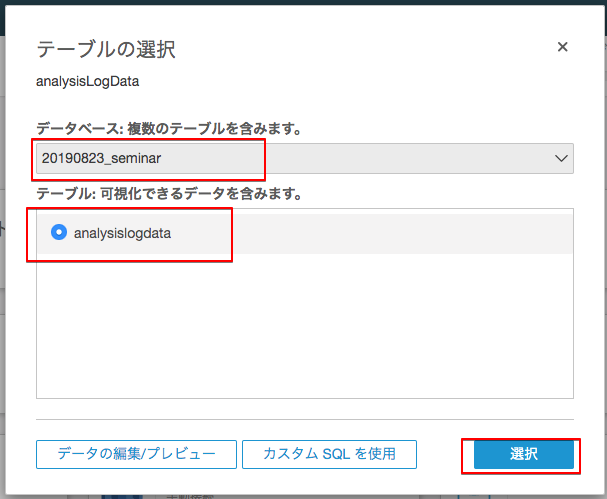 テーブルの選択
analysisLogData
データベース: 複数のテーブルを含みます。
20190823_seminar
テーブル: 可視化できるデータを含みます。
analysislogdata
データの編集/プレビュー
カスタム SQL を使用
選択